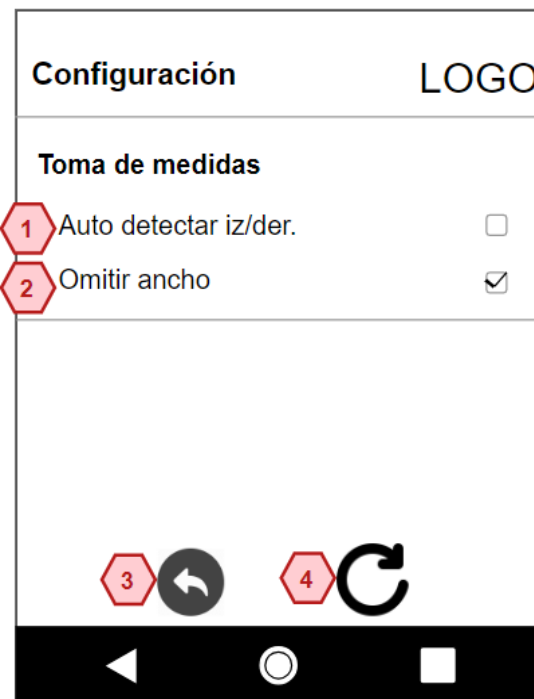 Configuración LOGO
Toma de medidas
1 Auto detectar iz/der.
2 Omitir ancho
3 4